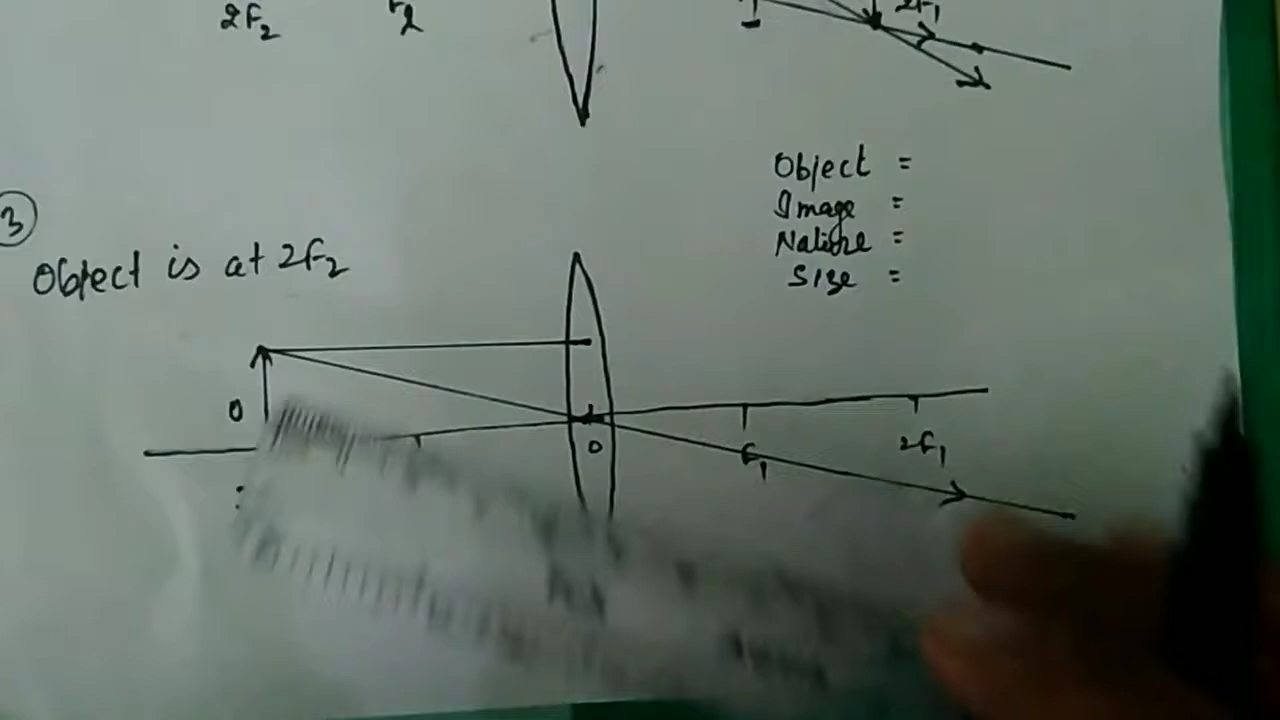 2F₂
F₂
2F₁
Object =
Image =
Nature =
Size =
3
Object is at 2F₂
O
O
F₁
2F₁